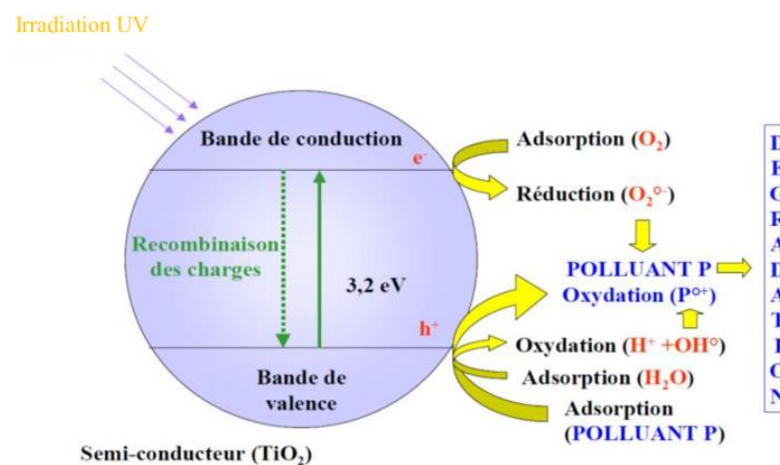 Irradiation UV
Bande de conduction
e-
Adsorption (O₂)
Réduction (O₂°-)
Recombinaison
des charges
3,2 eV
POLLUANT P
Oxydation (P°⁺)
h⁺
Oxydation (H⁺ +OH°)
Adsorption (H₂O)
Bande de
valence
Adsorption
(POLLUANT P)
Semi-conducteur (TiO₂)
D
E
G
R
A
D
A
T
I
O
N